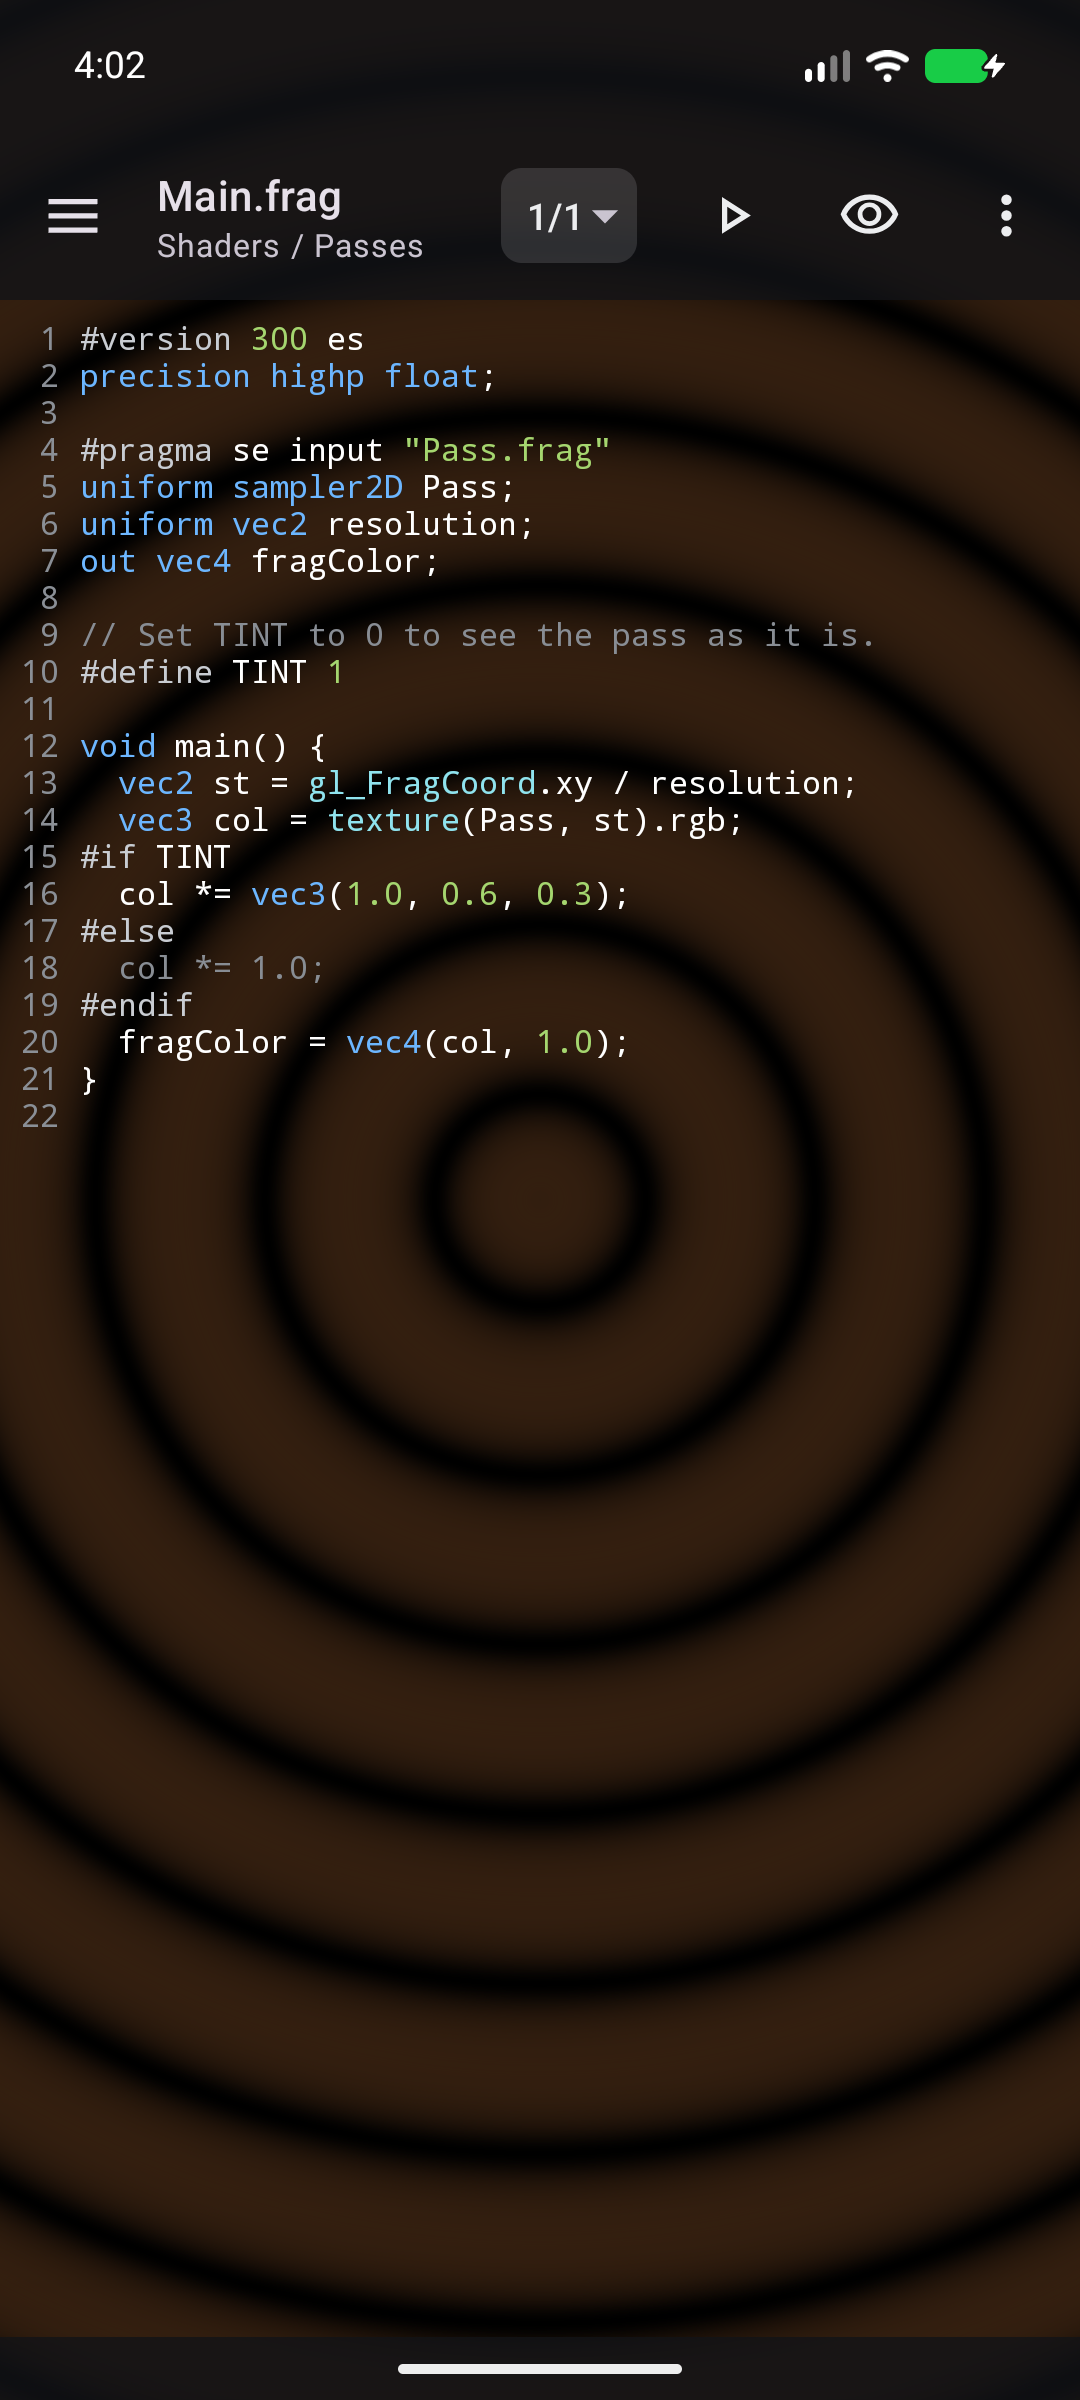 4:02
Main.frag
Shaders / Passes
1/1
1 #version 300 es
2 precision highp float;
3
4 #pragma se input "Pass.frag"
5 uniform sampler2D Pass;
6 uniform vec2 resolution;
7 out vec4 fragColor;
8
9 // Set TINT to 0 to see the pass as it is.
10 #define TINT 1
11
12 void main() {
13   vec2 st = gl_FragCoord.xy / resolution;
14   vec3 col = texture(Pass, st).rgb;
15 #if TINT
16   col *= vec3(1.0, 0.6, 0.3);
17 #else
18   col *= 1.0;
19 #endif
20   fragColor = vec4(col, 1.0);
21 }
22